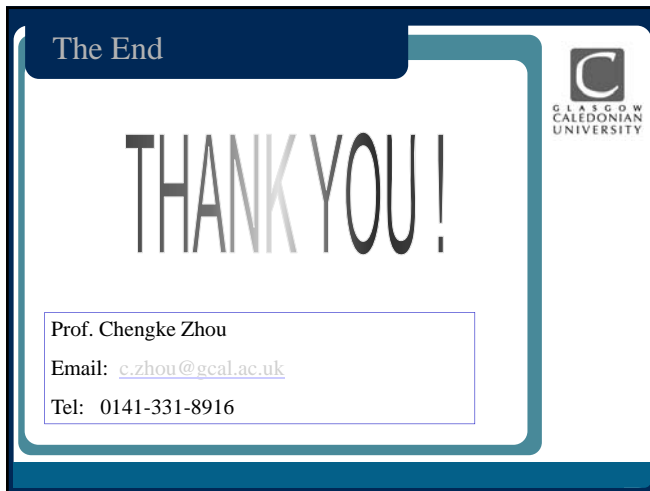 The End
GLASGOW
CALEDONIAN
UNIVERSITY
THANK YOU !
Prof. Chengke Zhou
Email: c.zhou@gcal.ac.uk
Tel: 0141-331-8916